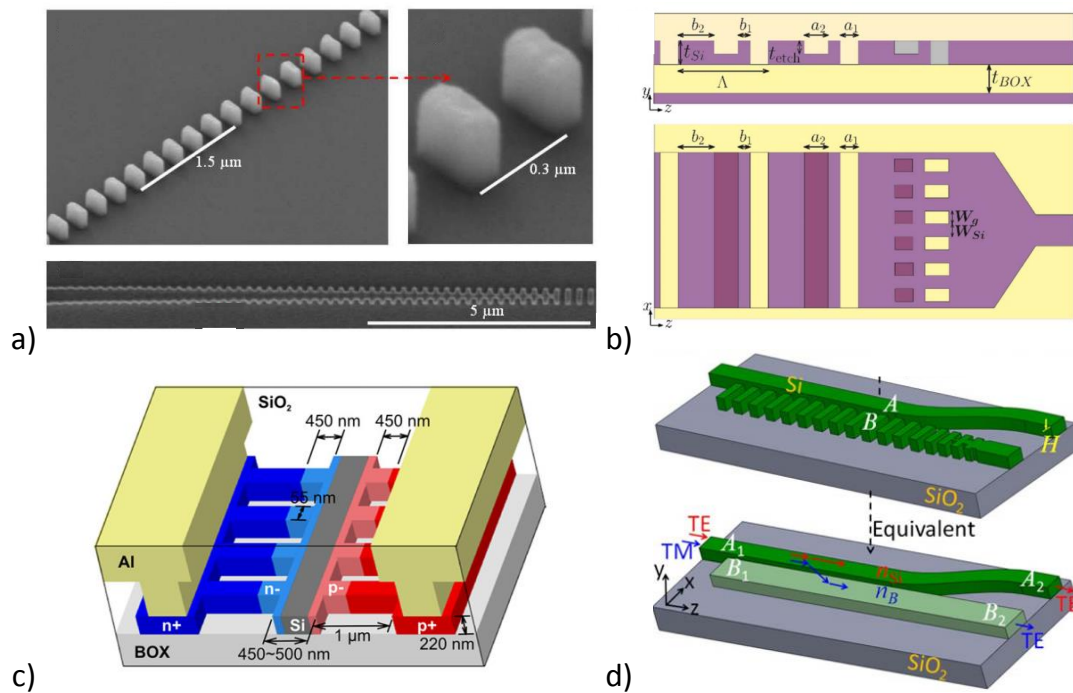 1.5 µm
0.3 µm
5 µm
a)
b₂ b₁ a₂ a₁
t_Si t_etch
Λ t_BOX
y
z
b₂ b₁ a₂ a₁
W_g
W_Si
x
z
b)
SiO₂
450 nm 450 nm
55 nm
Al
n- p-
n+ Si p+
1 µm
BOX 220 nm
450~500 nm
c)
Si
A
B
H
SiO₂
Equivalent
TE
TM A₁
n_Si
B₁ A₂
n_B TE
y x
z
B₂
TE
SiO₂
d)